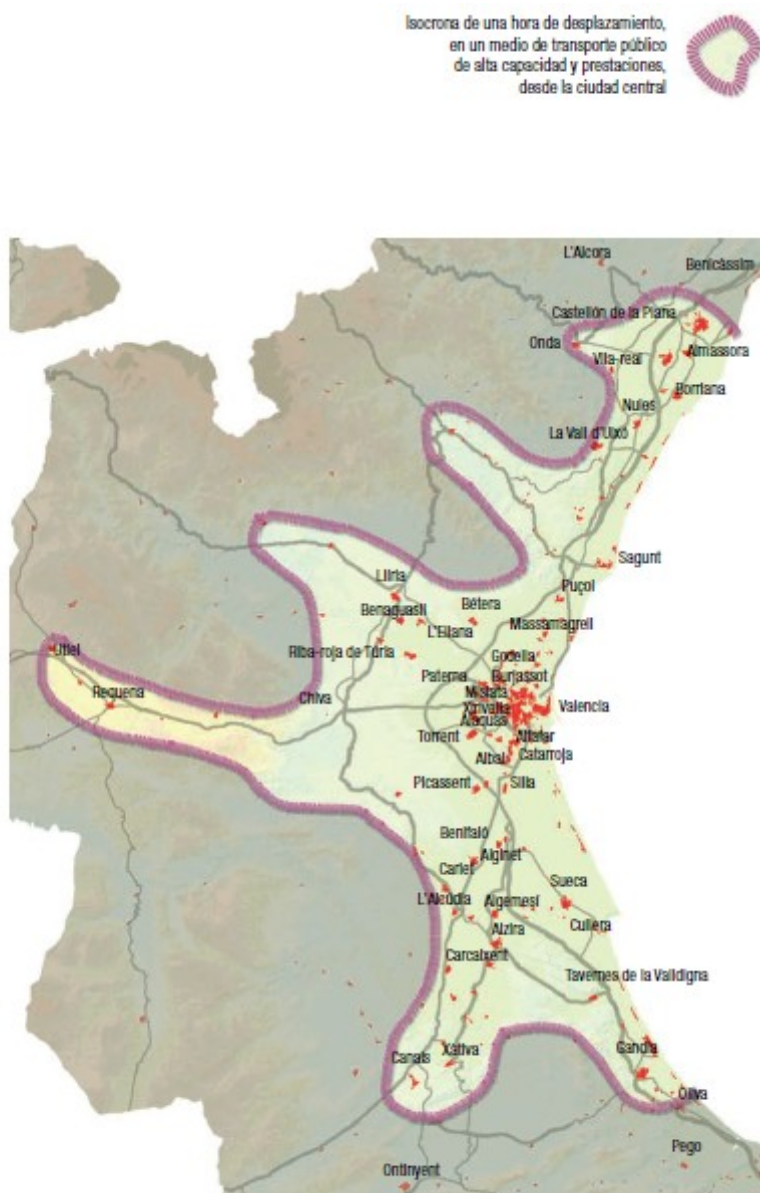 Isocrona de una hora de desplazamiento,
en un medio de transporte público
de alta capacidad y prestaciones,
desde la ciudad central
L'Alcora
Benicàssim
Castellón de la Plana
Onda
Vila-real
Almassora
Borriana
Nules
La Vall d'Uixó
Sagunt
Llíria
Puçol
Benaguasil
Bétera
L'Eliana
Massamagrell
Utiel
Riba-roja de Túria
Godella
Paterna
Burjassot
Requena
Chiva
Mislata
Xirivella
Valencia
Alaquàs
Torrent
Alfafar
Albal
Catarroja
Picassent
Silla
Benifaió
Alginet
Carlet
Sueca
L'Alcúdia
Algemesí
Cullera
Alzira
Carcaixent
Tavernes de la Valldigna
Canals
Xàtiva
Gandia
Oliva
Pego
Ontinyent